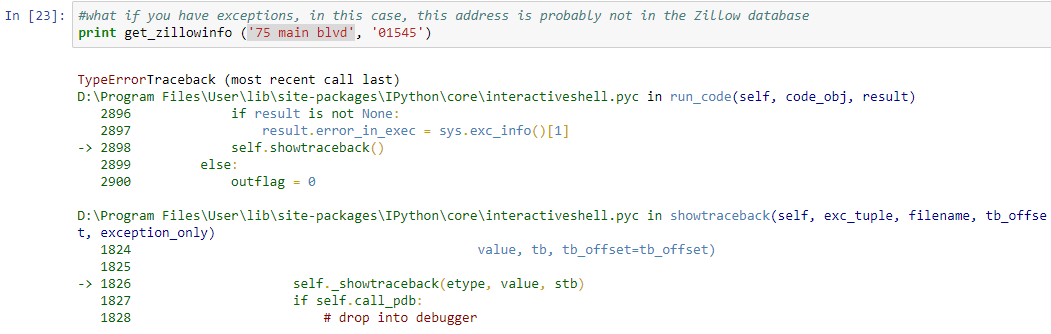 In [23]: #what if you have exceptions, in this case, this address is probably not in the Zillow database
print get_zillowinfo ('75 main blvd', '01545')
TypeErrorTraceback (most recent call last)
D:\Program Files\User\lib\site-packages\IPython\core\interactiveshell.pyc in run_code(self, code_obj, result)
2896             if result is not None:
2897                 result.error_in_exec = sys.exc_info()[1]
-> 2898             self.showtraceback()
2899         else:
2900             outflag = 0
D:\Program Files\User\lib\site-packages\IPython\core\interactiveshell.pyc in showtraceback(self, exc_tuple, filename, tb_offse
t, exception_only)
1824                                             value, tb, tb_offset=tb_offset)
1825
-> 1826                     self._showtraceback(etype, value, stb)
1827                     if self.call_pdb:
1828                         # drop into debugger